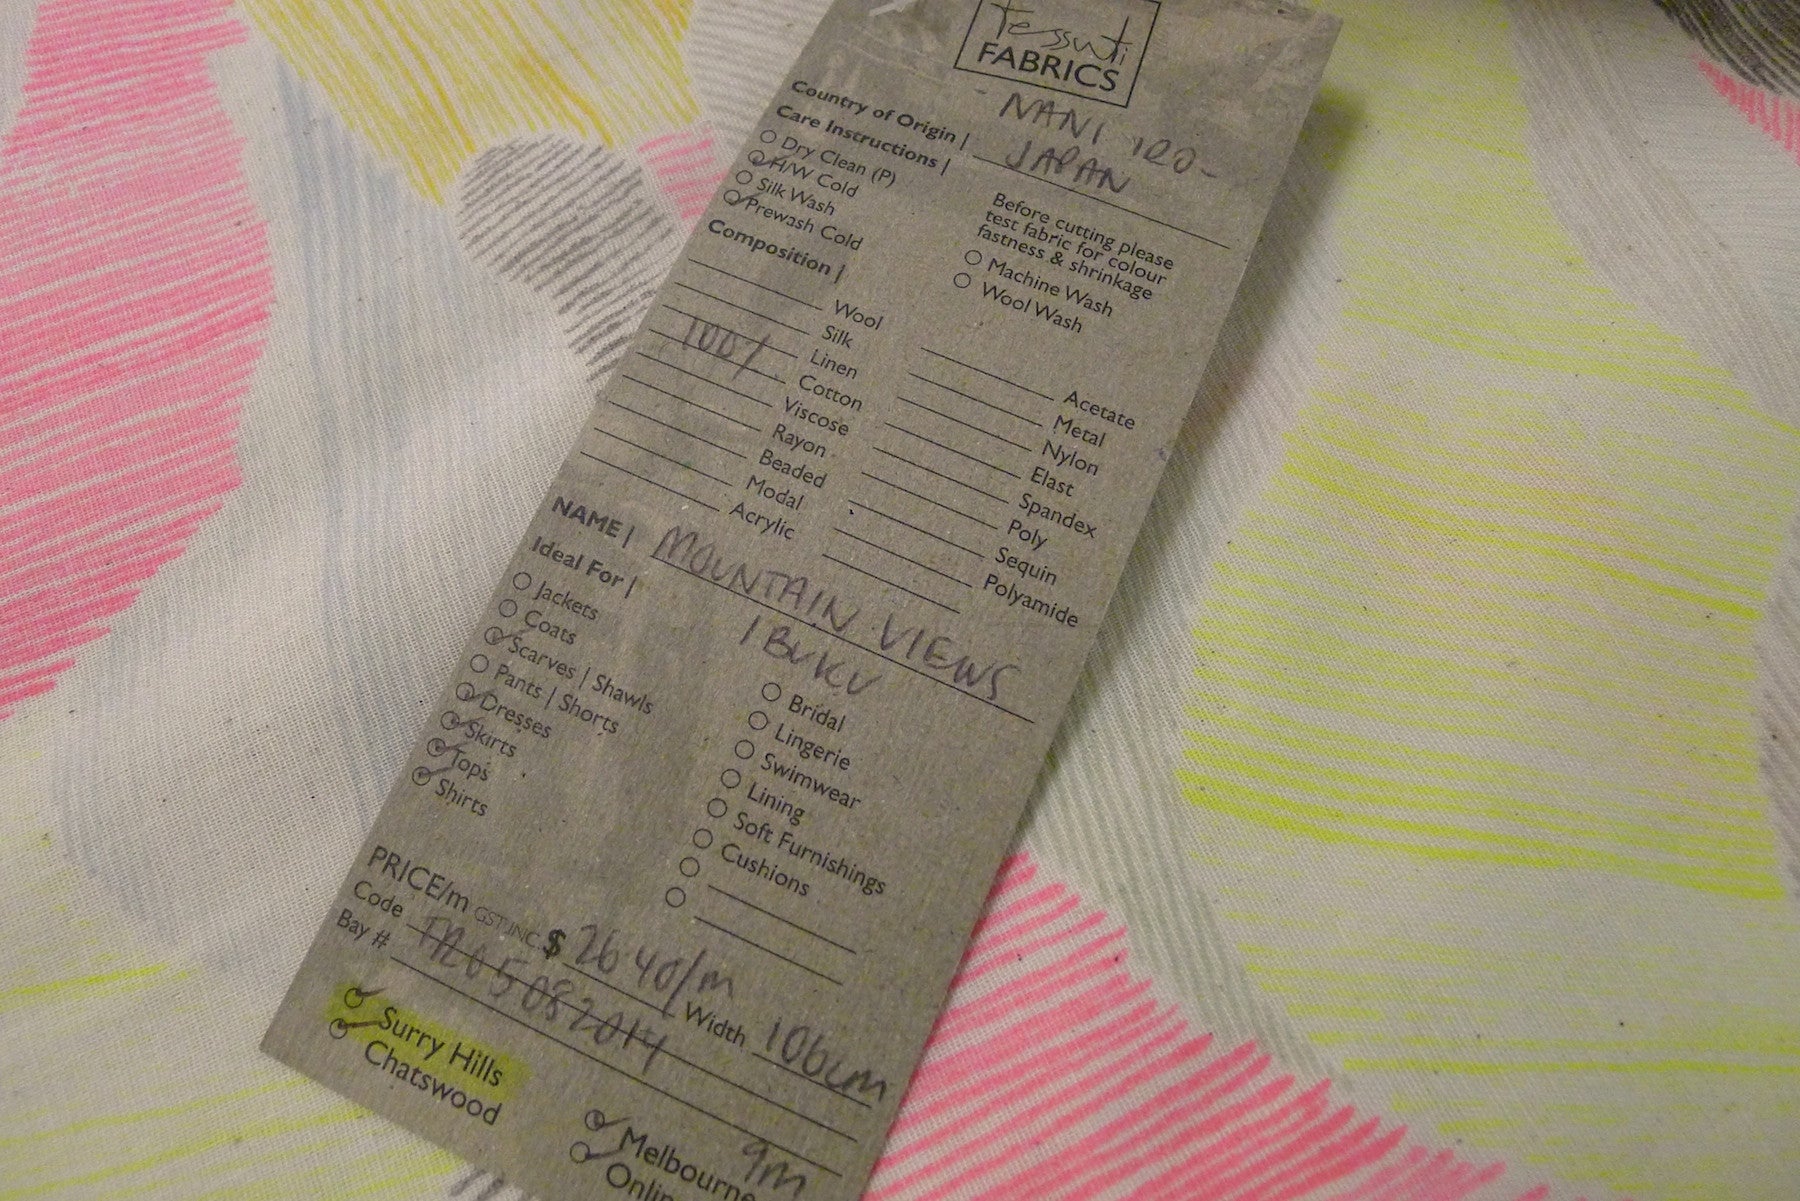 Tessuti
FABRICS
- NANI IRO -
Country of Origin | JAPAN
Care Instructions |
Dry Clean (P)
H/W Cold
Silk Wash
Prewash Cold
Before cutting please
test fabric for colour
fastness & shrinkage
Machine Wash
Wool Wash
Composition |
Wool
Silk
Linen
100% Cotton
Viscose
Rayon
Beaded
Modal
Acrylic
Acetate
Metal
Nylon
Elast
Spandex
Poly
Sequin
Polyamide
NAME | MOUNTAIN VIEWS
IBUKU
Ideal For |
Jackets
Coats
Scarves | Shawls
Pants | Shorts
Dresses
Skirts
Tops
Shirts
Bridal
Lingerie
Swimwear
Lining
Soft Furnishings
Cushions
PRICE/m GST INC $ 26.40/m
Code TR05082014 Width 106cm
Bay #
9m
Surry Hills
Chatswood
Melbourne